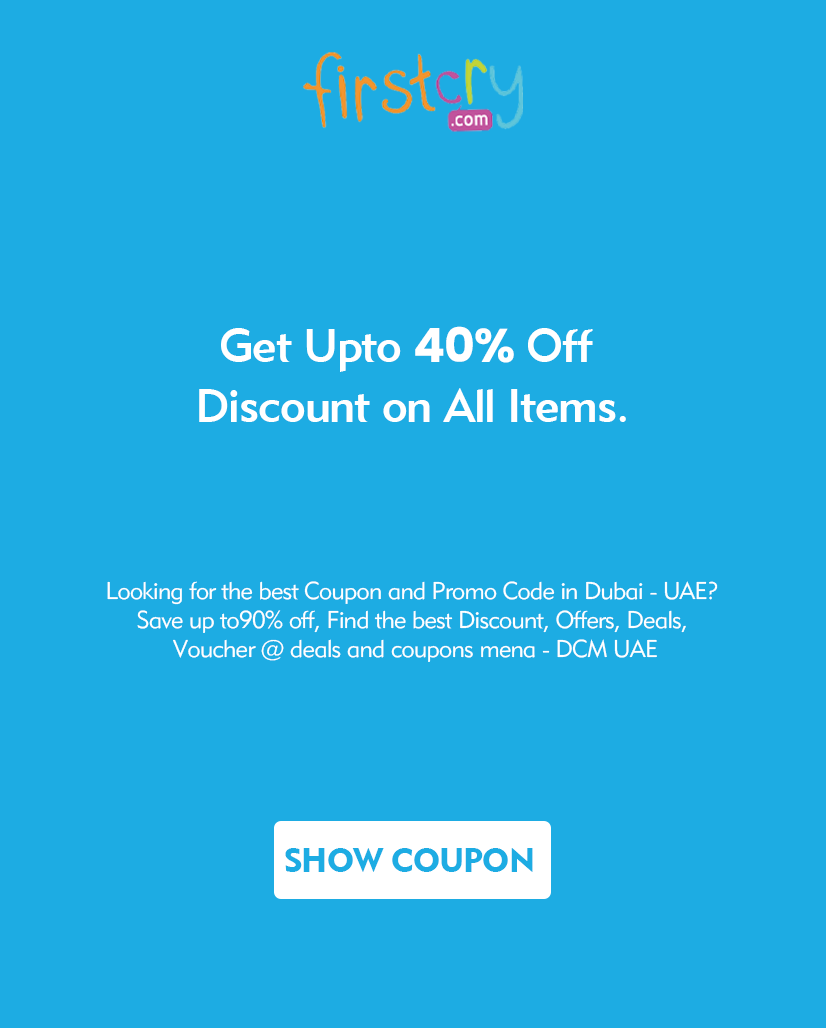 firstcry
.com
Get Upto 40% Off
Discount on All Items.
Looking for the best Coupon and Promo Code in Dubai - UAE?
Save up to90% off, Find the best Discount, Offers, Deals,
Voucher @ deals and coupons mena - DCM UAE
SHOW COUPON